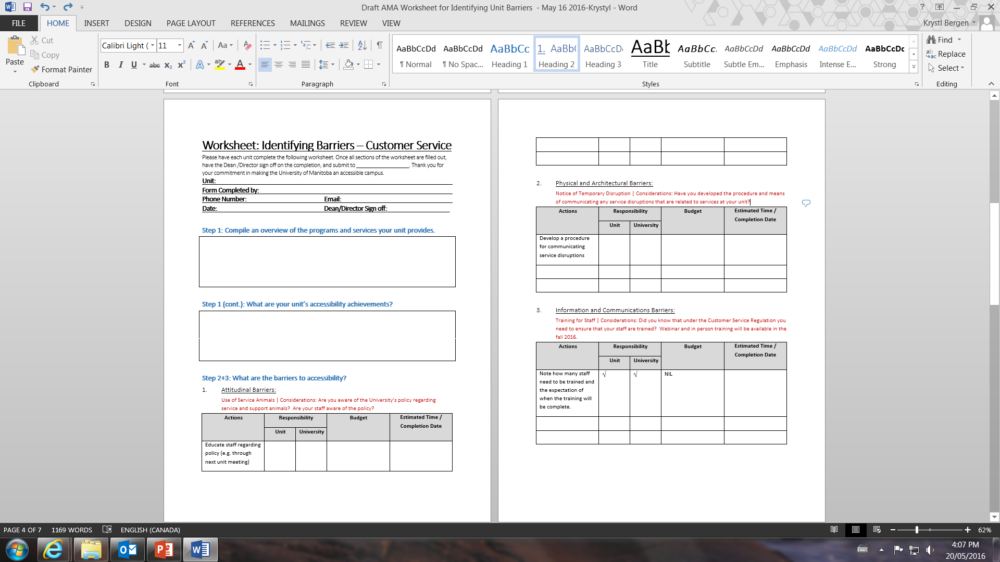 Draft AMA Worksheet for Identifying Unit Barriers - May 16 2016-Krystyl - Word
FILE HOME INSERT DESIGN PAGE LAYOUT REFERENCES MAILINGS REVIEW VIEW
Krystl Bergen
Paste
Cut
Copy
Format Painter
Clipboard
Calibri Light ( 11
Font
Paragraph
AaBbCcDd AaBbCcDd AaBbCc 1. AaBbC AaBbCcD AaBb AaBbCc AaBbCcDd AaBbCcDd AaBbCcDd AaBbCcDc
¶ Normal ¶ No Spac... Heading 1 Heading 2 Heading 3 Title Subtitle Subtle Em... Emphasis Intense E... Strong
Styles
Find
Replace
Select
Editing
Worksheet: Identifying Barriers – Customer Service
Please have each unit complete the following worksheet. Once all sections of the worksheet are filled out,
have the Dean /Director sign off on the completion, and submit to ____________________. Thank you for
your commitment in making the University of Manitoba an accessible campus.
Unit:
Form Completed by:
Phone Number: Email:
Date: Dean/Director Sign off:
Step 1: Compile an overview of the programs and services your unit provides.
Step 1 (cont.): What are your unit's accessibility achievements?
Step 2+3: What are the barriers to accessibility?
1. Attitudinal Barriers:
Use of Service Animals | Considerations: Are you aware of the University's policy regarding
service and support animals? Are your staff aware of the policy?
Actions Responsibility Budget Estimated Time /
Completion Date
Unit University
Educate staff regarding
policy (e.g. through
next unit meeting)
2. Physical and Architectural Barriers:
Notice of Temporary Disruption | Considerations: Have you developed the procedure and means
of communicating any service disruptions that are related to services at your unit?
Actions Responsibility Budget Estimated Time /
Completion Date
Unit University
Develop a procedure
for communicating
service disruptions
3. Information and Communications Barriers:
Training for Staff | Considerations: Did you know that under the Customer Service Regulation you
need to ensure that your staff are trained? Webinar and in person training will be available in the
fall 2016.
Actions Responsibility Budget Estimated Time /
Completion Date
Unit University
Note how many staff √ √ NIL
need to be trained and
the expectation of
when the training will
be complete.
PAGE 4 OF 7 1169 WORDS ENGLISH (CANADA) 62%
4:07 PM
20/05/2016